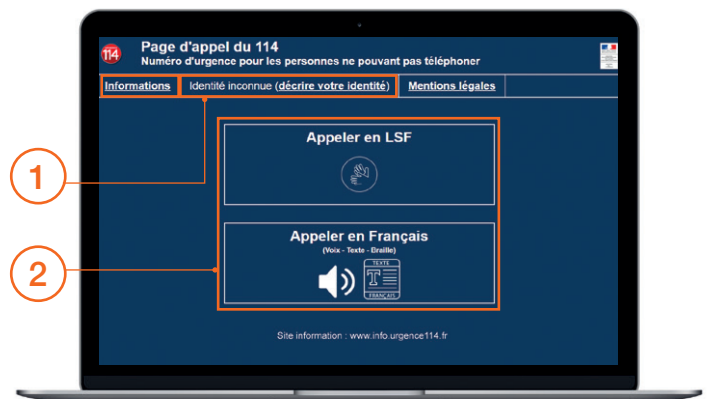 114
Page d'appel du 114
Numéro d'urgence pour les personnes ne pouvant pas téléphoner
Informations
Identité inconnue (décrire votre identité)
Mentions légales
1
Appeler en LSF
2
Appeler en Français
(Voix - Texte - Braille)
TEXTE
T
FRANÇAIS
Site information : www.info.urgence114.fr